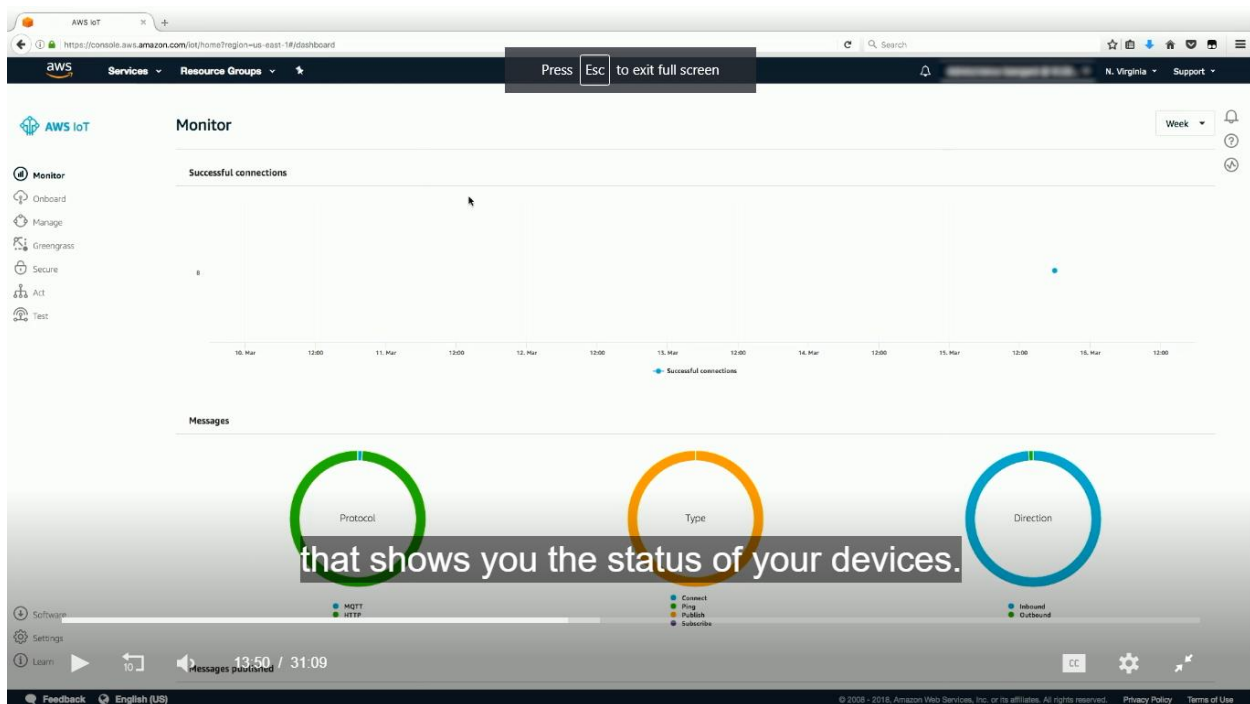 AWS IoT
https://console.aws.amazon.com/iot/home?region=us-east-1#/dashboard
Search
Press Esc to exit full screen
aws Services Resource Groups N. Virginia Support
AWS IoT
Monitor
Week
Monitor
Onboard
Manage
Greengrass
Secure
Act
Test
Successful connections
8
10. Mar 12:00 11. Mar 12:00 12. Mar 12:00 13. Mar 12:00 14. Mar 12:00 15. Mar 12:00 16. Mar 12:00
Successful connections
Messages
Protocol
Type
Direction
that shows you the status of your devices.
MQTT
HTTP
Connect
Ping
Publish
Subscribe
Inbound
Outbound
Software
Settings
Learn
10
Messages published
13:50 / 31:09
CC
Feedback English (US)
© 2008 - 2018, Amazon Web Services, Inc. or its affiliates. All rights reserved. Privacy Policy Terms of Use